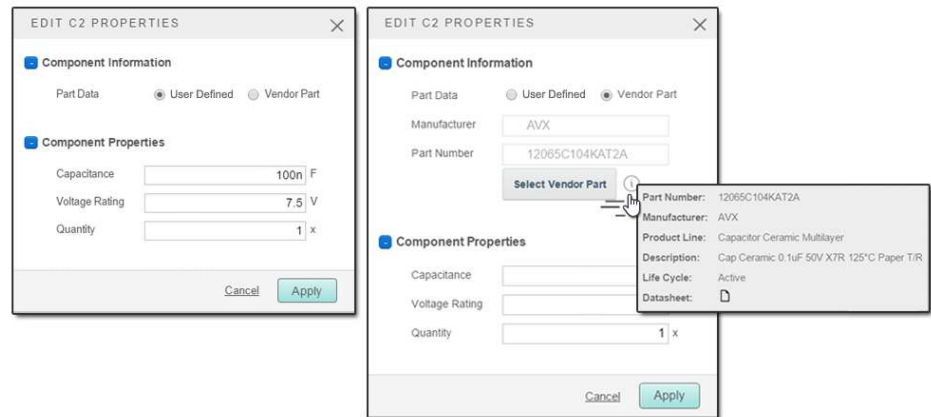 EDIT C2 PROPERTIES
Component Information
Part Data User Defined Vendor Part
Component Properties
Capacitance 100n F
Voltage Rating 7.5 V
Quantity 1 x
Cancel Apply
EDIT C2 PROPERTIES
Component Information
Part Data User Defined Vendor Part
Manufacturer AVX
Part Number 12065C104KAT2A
Select Vendor Part
Component Properties
Capacitance
Voltage Rating
Quantity 1 x
Cancel Apply
Part Number: 12065C104KAT2A
Manufacturer: AVX
Product Line: Capacitor Ceramic Multilayer
Description: Cap Ceramic 0.1uF 50V X7R 125°C Paper T/R
Life Cycle: Active
Datasheet: